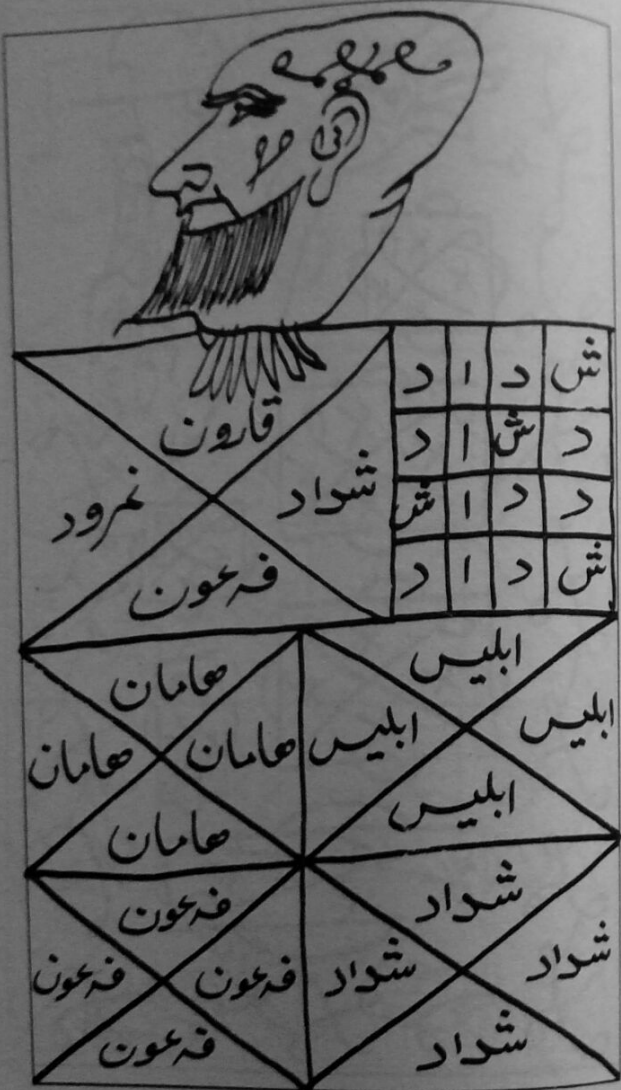 قارون
ش د ا د
شداد
نمرود
د ش ا د
د د ا ش
فرعون
ش د ا د
ابلیس
هامان
ابلیس
ابلیس
هامان
هامان
ابلیس
هامان
شداد
فرعون
شداد
شداد
فرعون
فرعون
شداد
فرعون